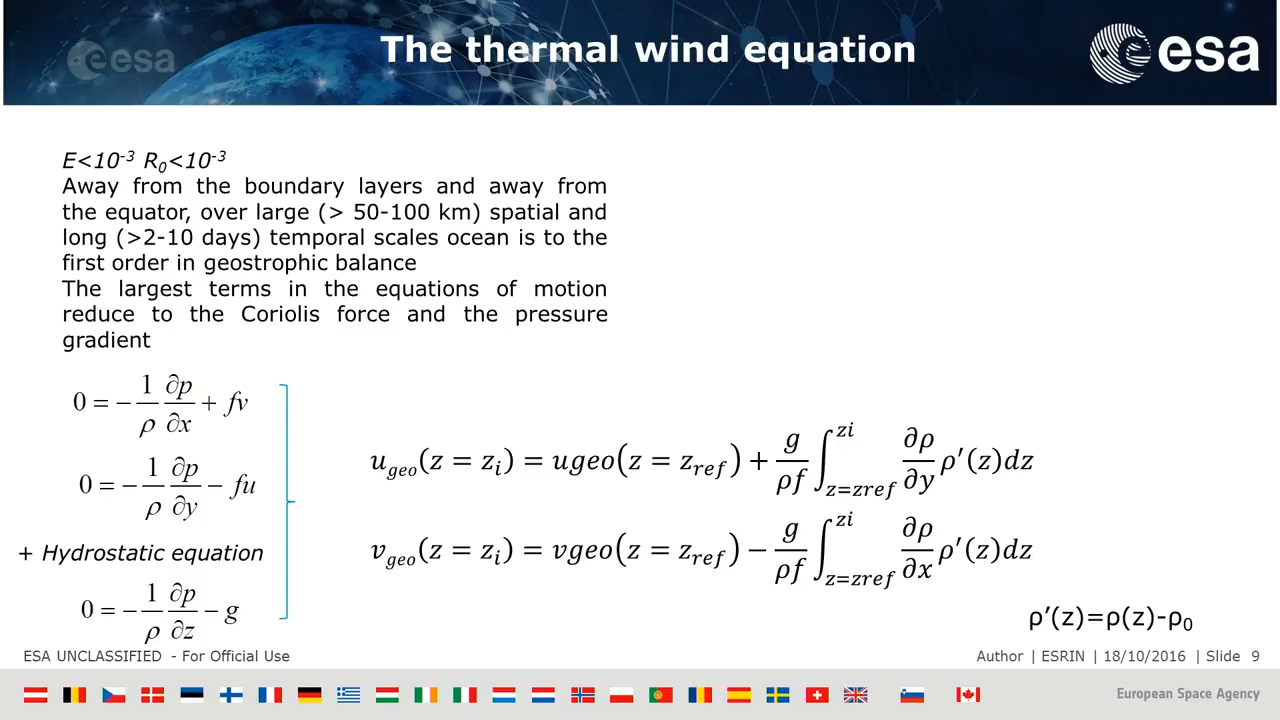 esa
The thermal wind equation
esa
E<10⁻³ R₀<10⁻³
Away from the boundary layers and away from
the equator, over large (> 50-100 km) spatial and
long (>2-10 days) temporal scales ocean is to the
first order in geostrophic balance
The largest terms in the equations of motion
reduce to the Coriolis force and the pressure
gradient
0 = − 1/ρ ∂p/∂x + fv
0 = − 1/ρ ∂p/∂y − fu
+ Hydrostatic equation
0 = − 1/ρ ∂p/∂z − g
u_geo(z = z_i) = ugeo(z = z_ref) + g/ρf ∫_{z=zref}^{zi} ∂ρ/∂y ρ′(z)dz
v_geo(z = z_i) = vgeo(z = z_ref) − g/ρf ∫_{z=zref}^{zi} ∂ρ/∂x ρ′(z)dz
ρ’(z)=ρ(z)-ρ₀
ESA UNCLASSIFIED - For Official Use
Author | ESRIN | 18/10/2016 | Slide 9
European Space Agency